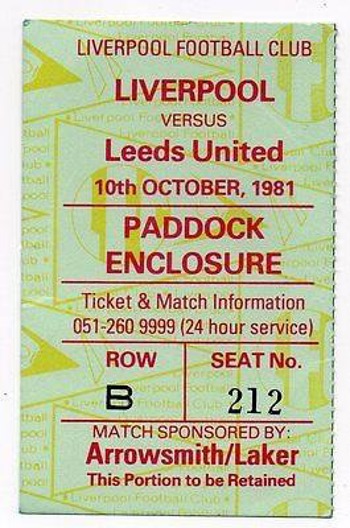 LIVERPOOL FOOTBALL CLUB
LIVERPOOL
VERSUS
Leeds United
10th OCTOBER, 1981
PADDOCK
ENCLOSURE
Ticket & Match Information
051-260 9999 (24 hour service)
ROW SEAT No.
B 212
MATCH SPONSORED BY:
Arrowsmith/Laker
This Portion to be Retained